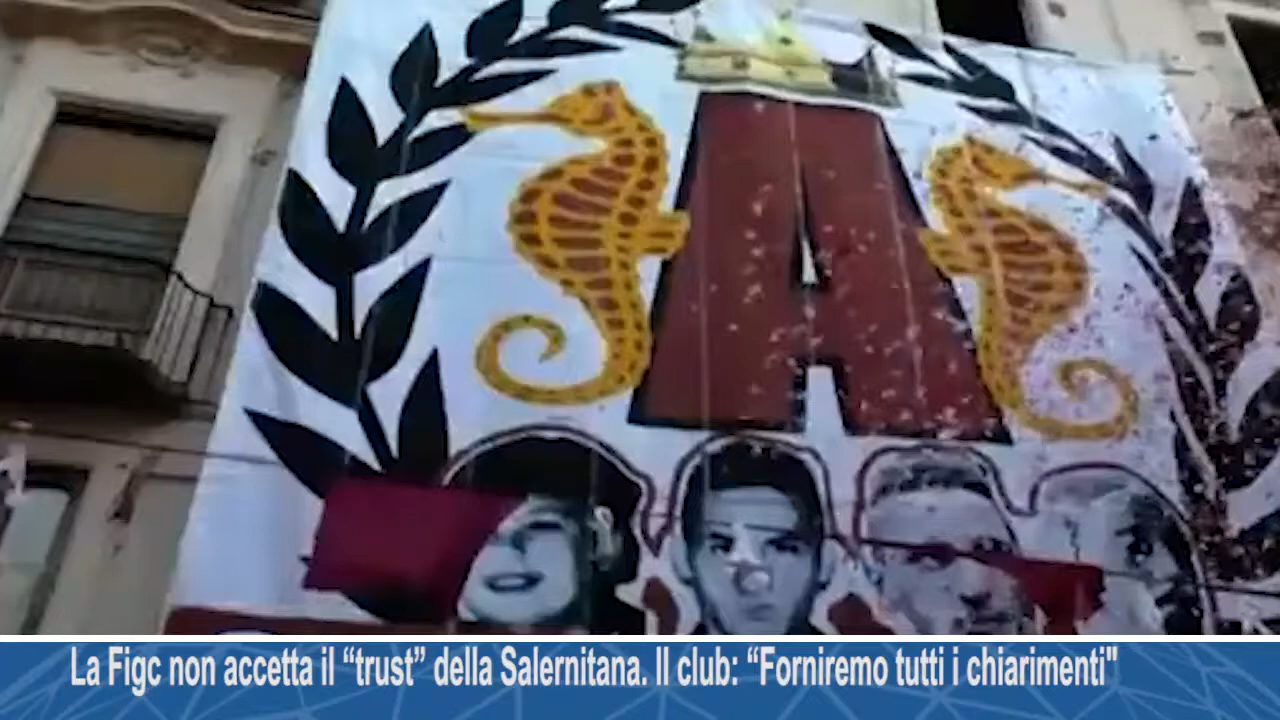 A
La Figc non accetta il “trust” della Salernitana. Il club: “Forniremo tutti i chiarimenti"